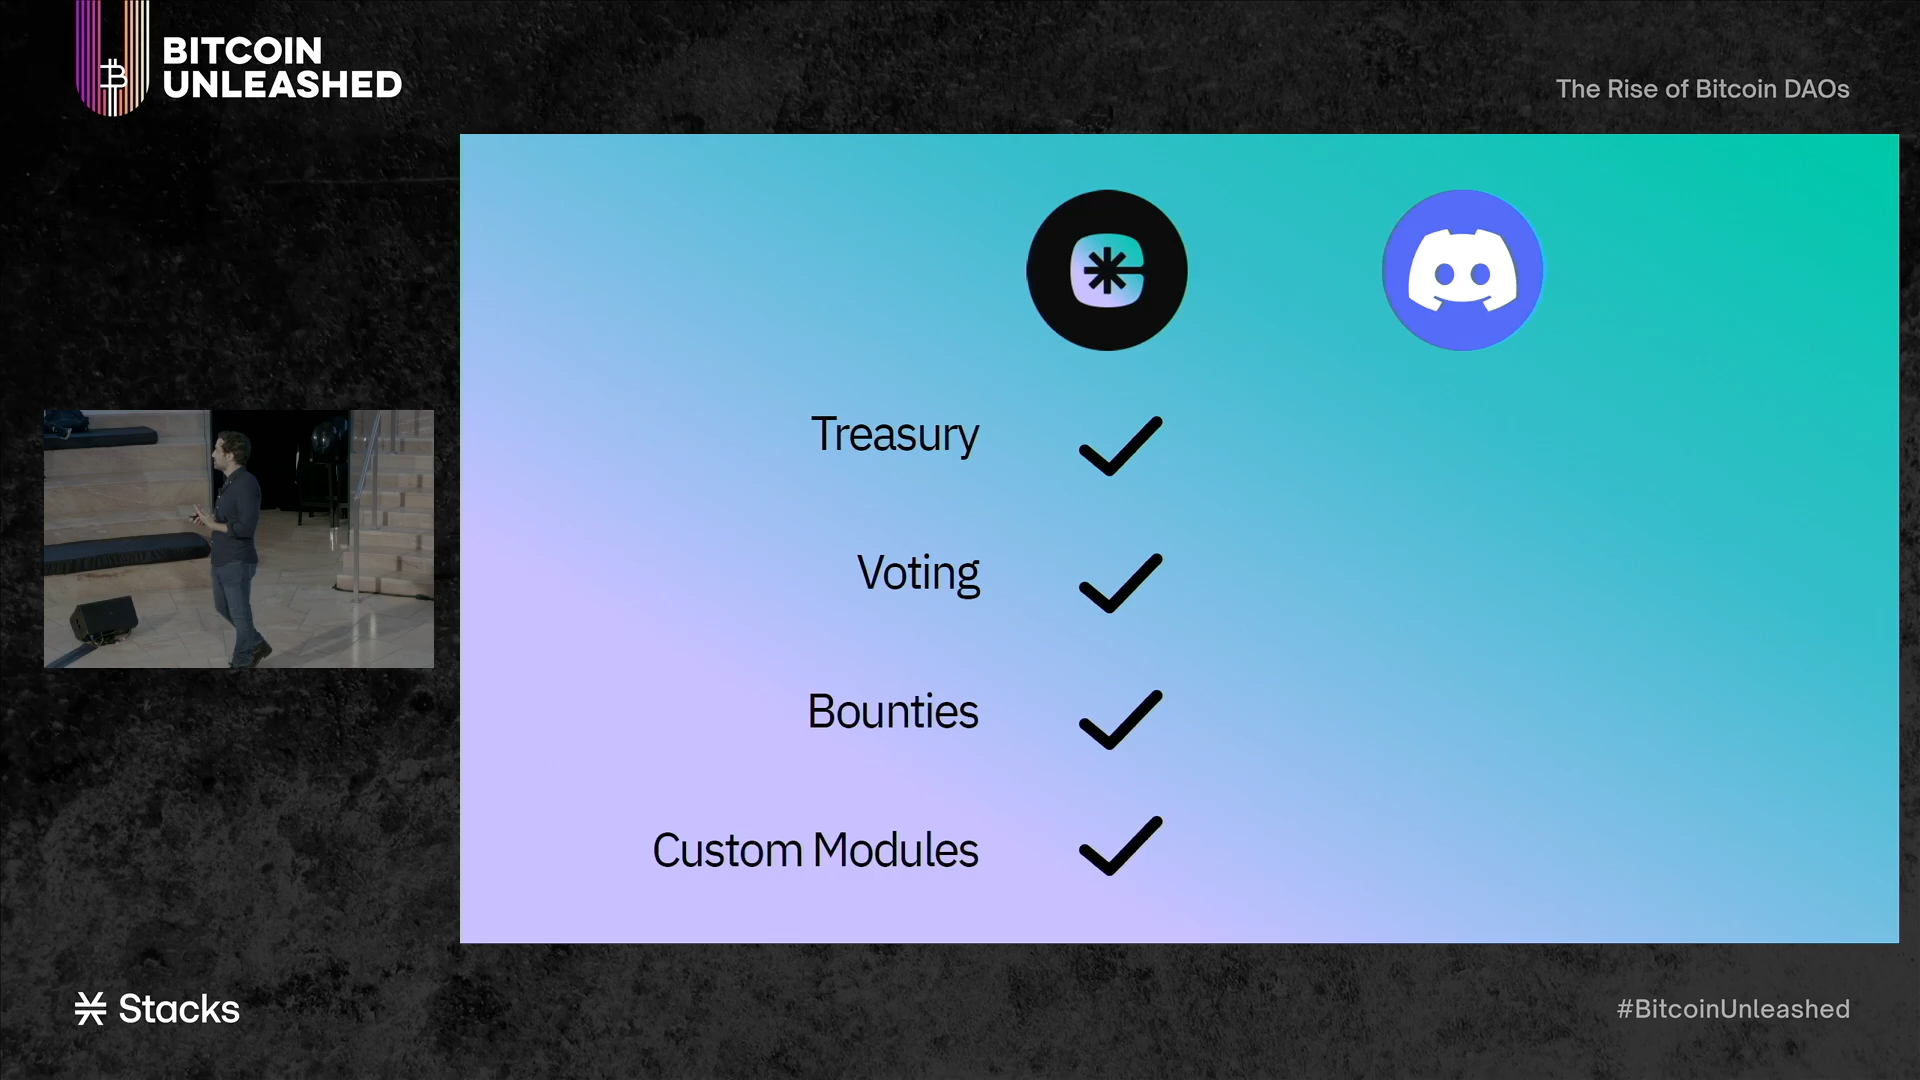 BITCOIN
UNLEASHED
The Rise of Bitcoin DAOs
Treasury
Voting
Bounties
Custom Modules
Stacks
#BitcoinUnleashed